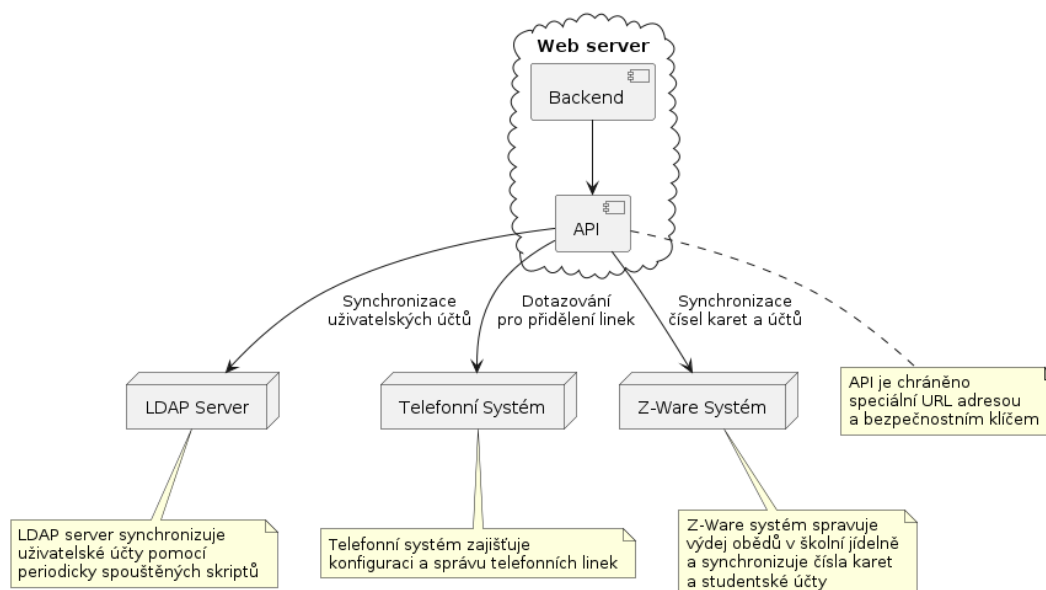 Web server
Backend
API
Synchronizace
uživatelských účtů
Dotazování
pro přidělení linek
Synchronizace
čísel karet a účtů
LDAP Server
Telefonní Systém
Z-Ware Systém
API je chráněno
speciální URL adresou
a bezpečnostním klíčem
LDAP server synchronizuje
uživatelské účty pomocí
periodicky spouštěných skriptů
Telefonní systém zajišťuje
konfiguraci a správu telefonních linek
Z-Ware systém spravuje
výdej obědů v školní jídelně
a synchronizuje čísla karet
a studentské účty